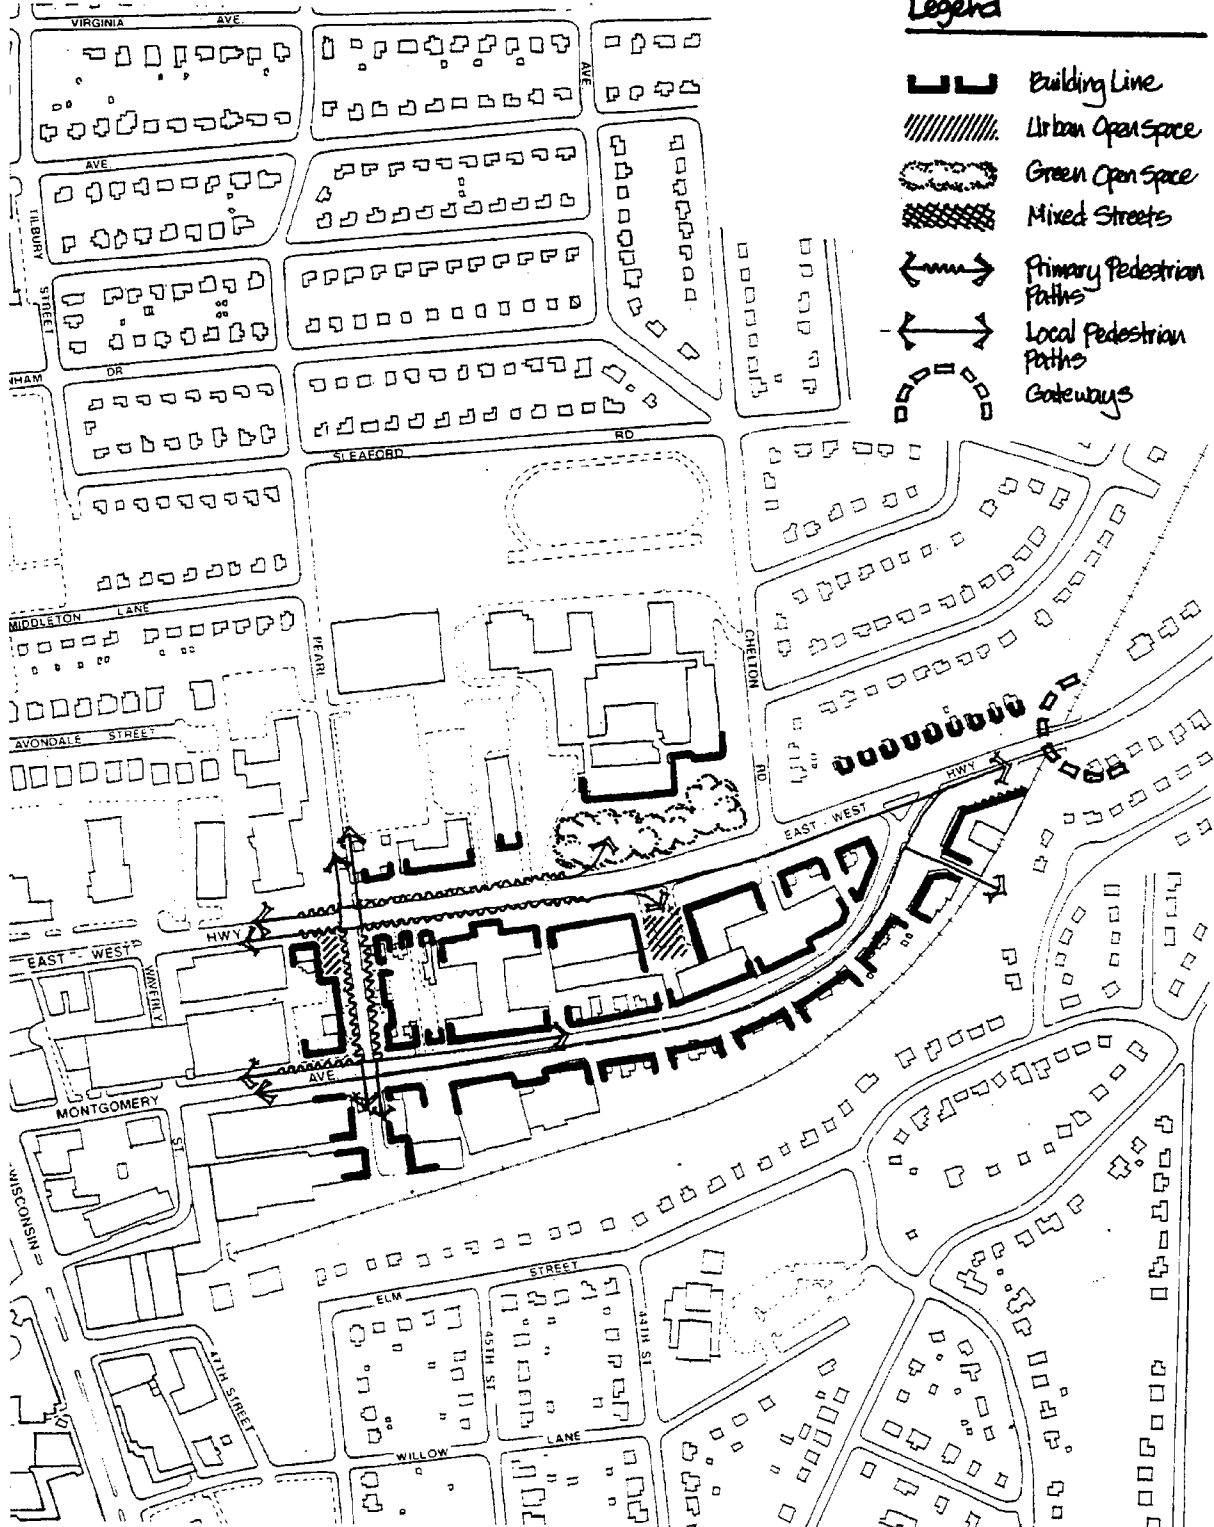 Legend
Building Line
Urban Open Space
Green Open Space
Mixed Streets
Primary Pedestrian
Paths
Local Pedestrian
Paths
Gateways
VIRGINIA AVE.
AVE.
AVE.
TILBURY
STREET
NHAM DR
SLEAFORD RD
MIDDLETON LANE
PEARL
CHELTON
RD
AVONDALE STREET
HWY
EAST - WEST
HWY
EAST - WEST
WAVERLY
AVE.
MONTGOMERY
ST
WISCONSIN
STREET
ELM
45TH ST.
44TH ST.
47TH STREET
WILLOW LANE